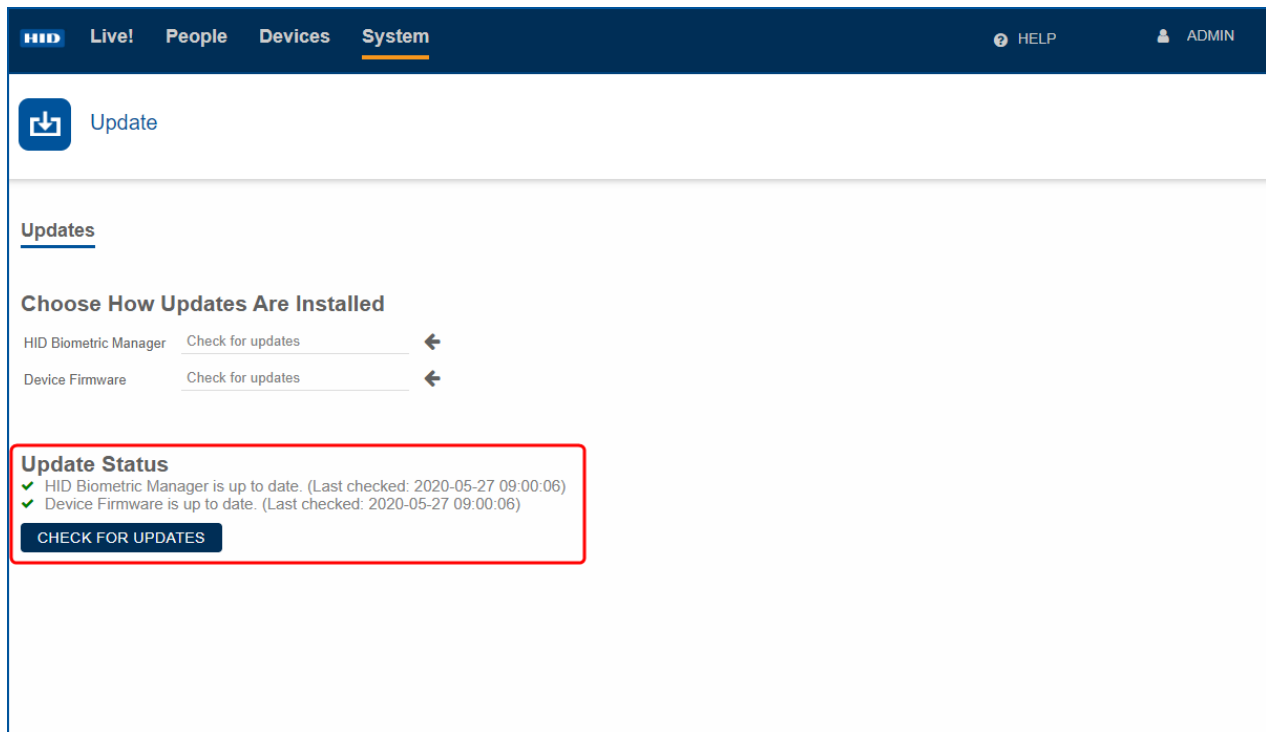 HID Live! People Devices System HELP ADMIN
Update
Updates
Choose How Updates Are Installed
HID Biometric Manager Check for updates
Device Firmware Check for updates
Update Status
HID Biometric Manager is up to date. (Last checked: 2020-05-27 09:00:06)
Device Firmware is up to date. (Last checked: 2020-05-27 09:00:06)
CHECK FOR UPDATES